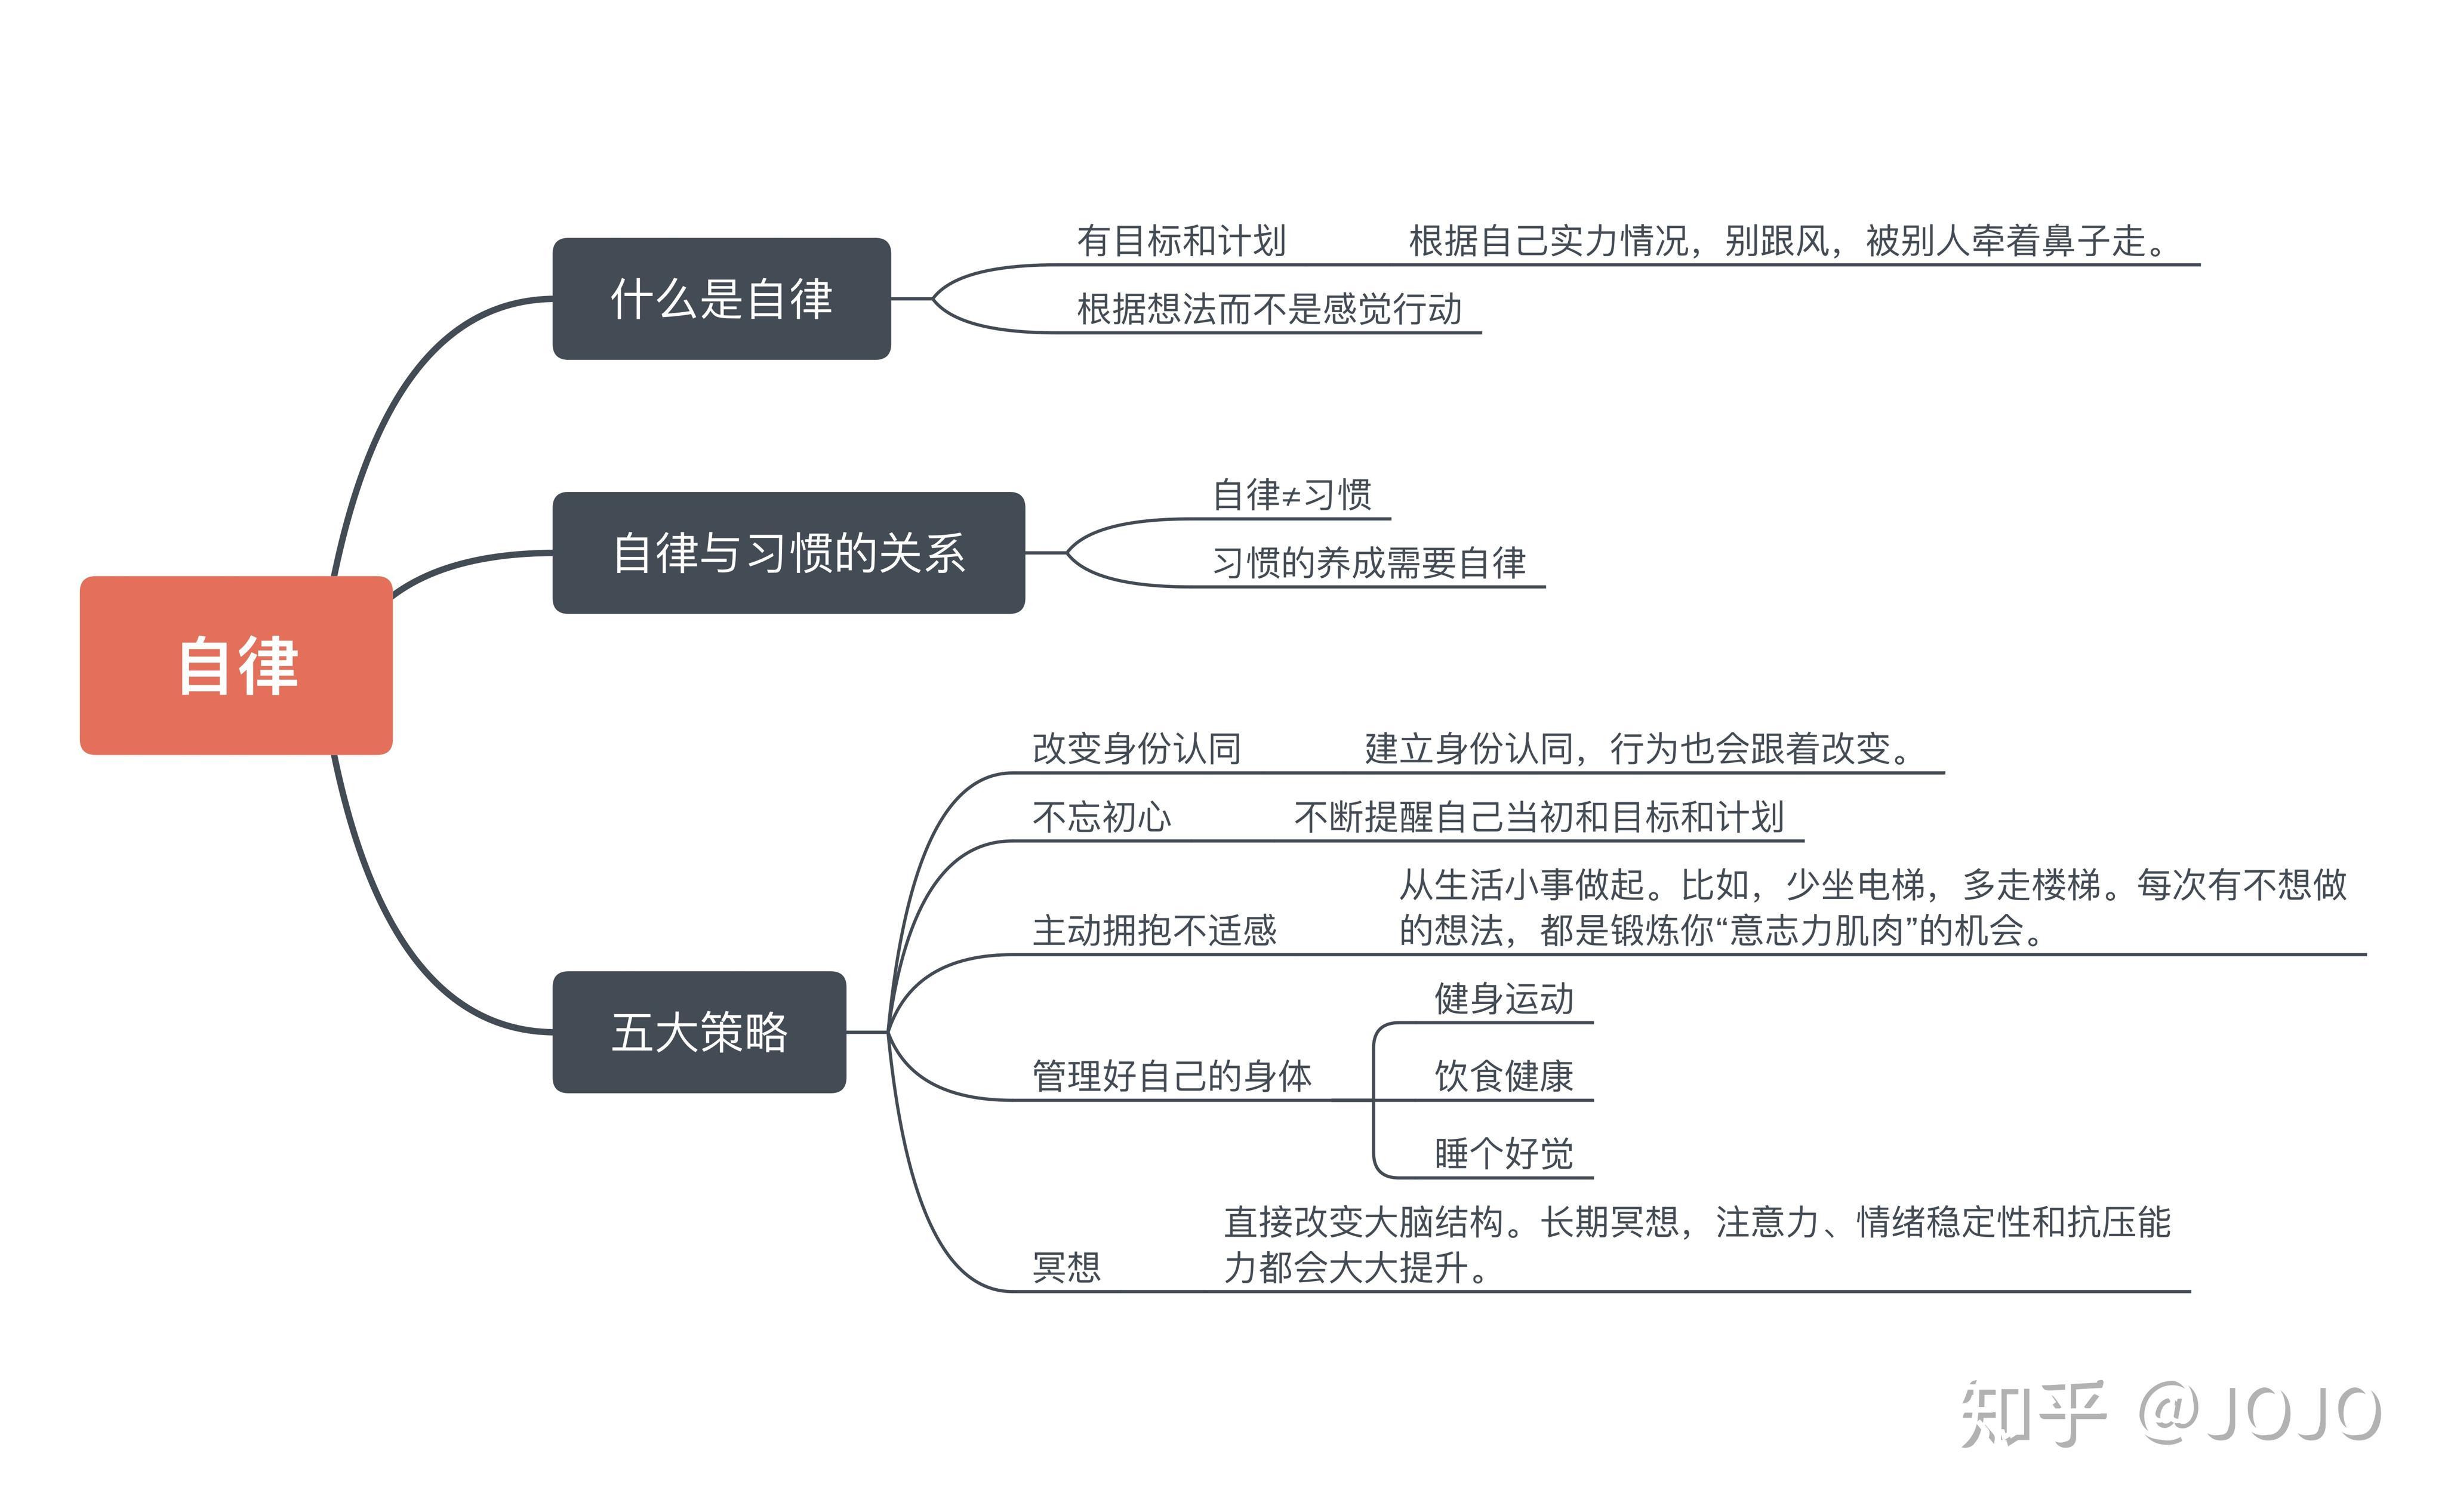 自律
什么是自律
有目标和计划
根据自己实力情况，别跟风，被别人牵着鼻子走。
根据想法而不是感觉行动
自律与习惯的关系
自律≠习惯
习惯的养成需要自律
五大策略
改变身份认同
建立身份认同，行为也会跟着改变。
不忘初心
不断提醒自己当初和目标和计划
主动拥抱不适感
从生活小事做起。比如，少坐电梯，多走楼梯。每次有不想做
的想法，都是锻炼你“意志力肌肉”的机会。
管理好自己的身体
健身运动
饮食健康
睡个好觉
冥想
直接改变大脑结构。长期冥想，注意力、情绪稳定性和抗压能
力都会大大提升。
知乎 @JOJO